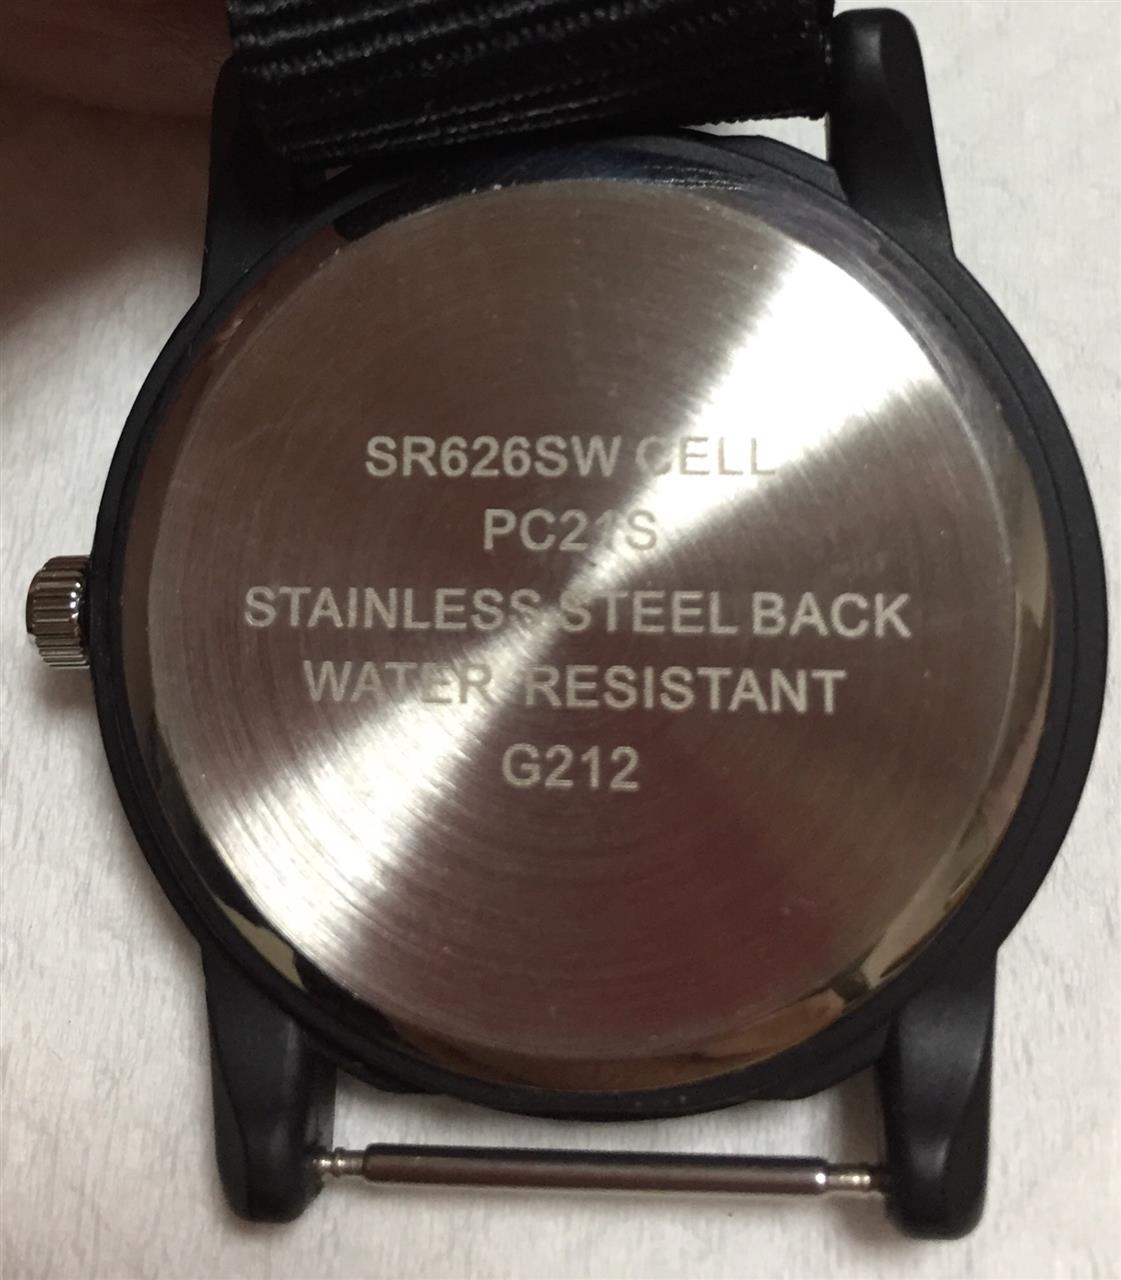 SR626SW CELL
PC21S
STAINLESS STEEL BACK
WATER RESISTANT
G212